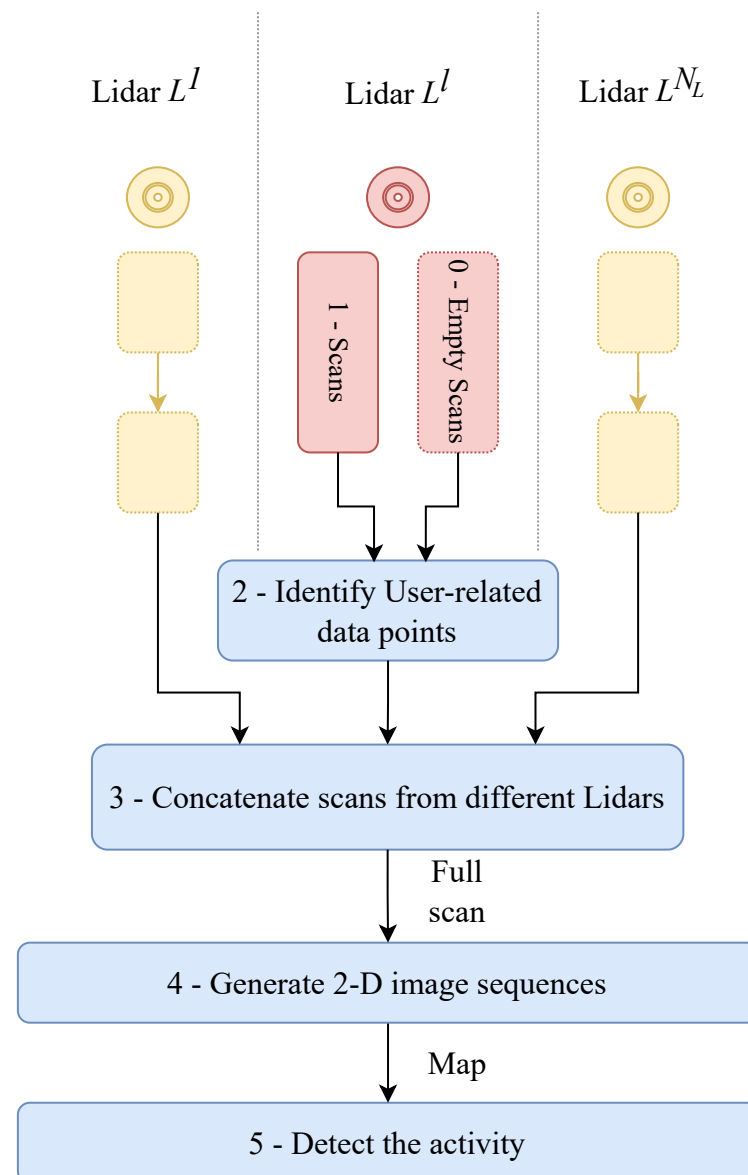 Lidar L^1
Lidar L^l
Lidar L^{N_L}
1 - Scans
0 - Empty Scans
2 - Identify User-related
data points
3 - Concatenate scans from different Lidars
Full
scan
4 - Generate 2-D image sequences
Map
5 - Detect the activity